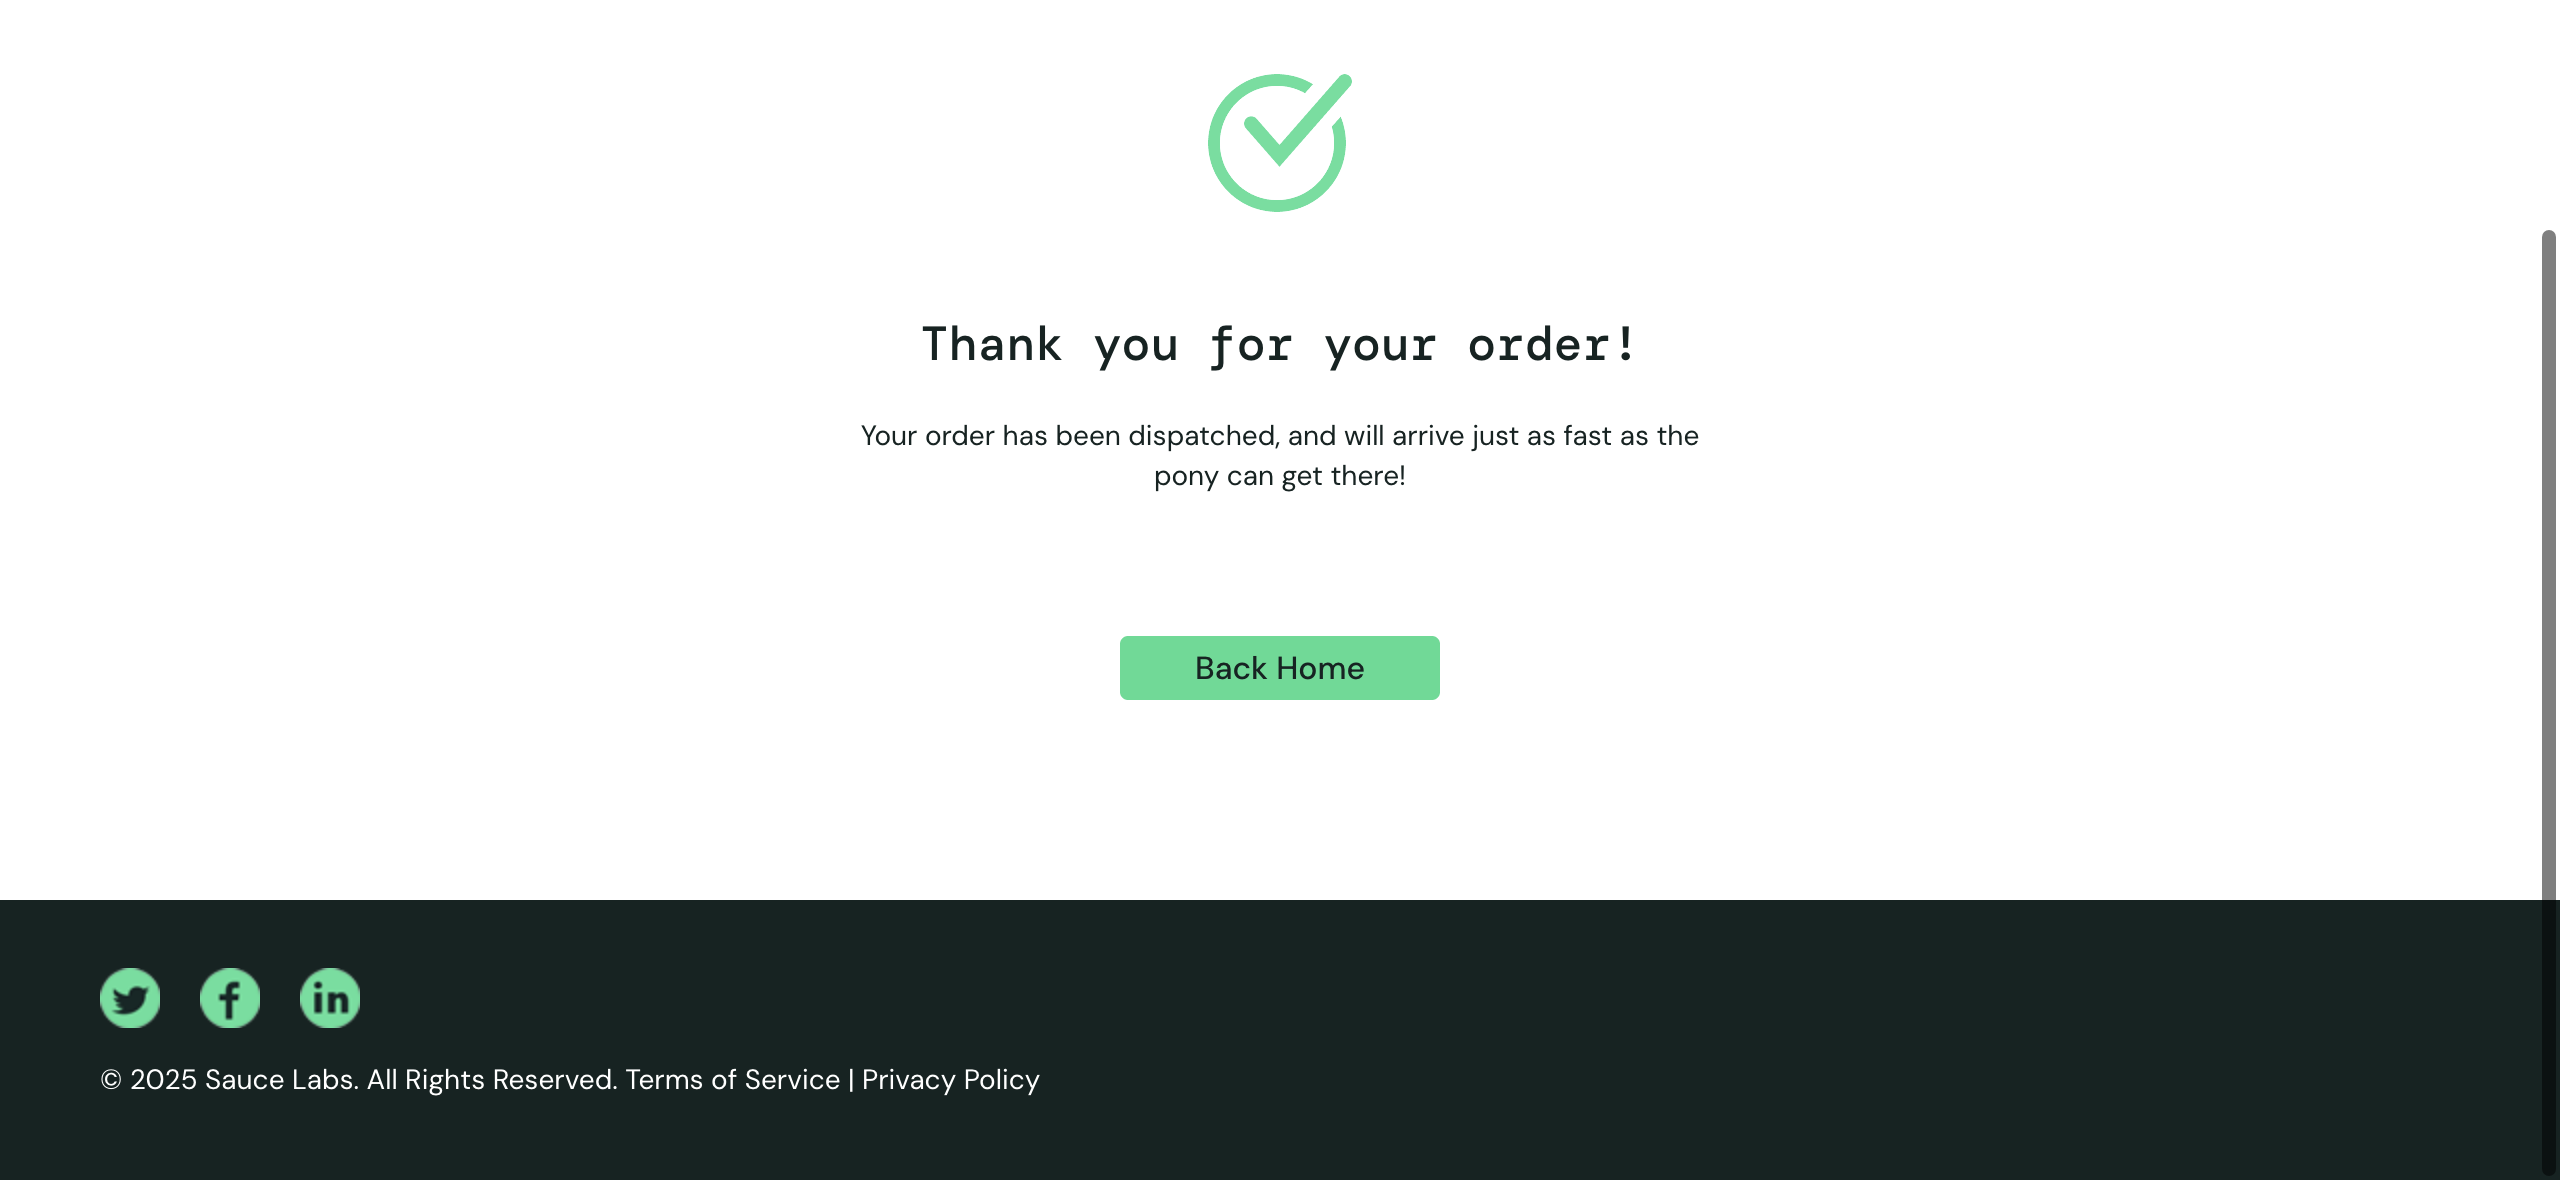 Thank you for your order!
Your order has been dispatched, and will arrive just as fast as the
pony can get there!
Back Home
© 2025 Sauce Labs. All Rights Reserved. Terms of Service | Privacy Policy